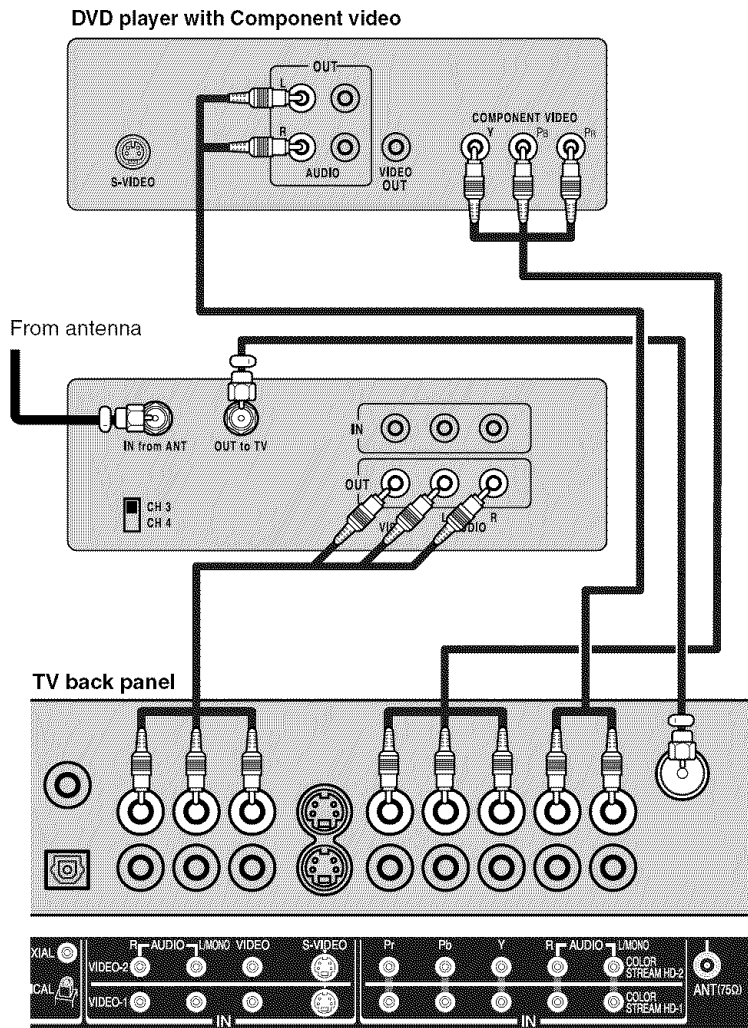 DVD player with Component video
OUT
L
COMPONENT VIDEO
Y PB PR
R
S-VIDEO
AUDIO
VIDEO
OUT
From antenna
IN from ANT
OUT to TV
IN
OUT
CH 3
CH 4
L
R
TV back panel
R AUDIO L/MONO VIDEO S-VIDEO
Pr Pb Y R AUDIO L/MONO
XIAL
VIDEO-2
COLOR
STREAM HD-2
ICAL
ANT(75Ω)
VIDEO-1
COLOR
STREAM HD-1
IN
IN